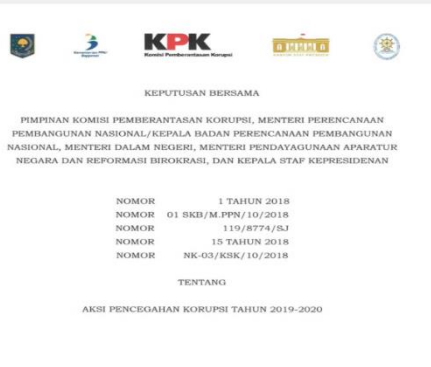 KPK
Komisi Pemberantasan Korupsi
KEPUTUSAN BERSAMA
PIMPINAN KOMISI PEMBERANTASAN KORUPSI, MENTERI PERENCANAAN
PEMBANGUNAN NASIONAL/KEPALA BADAN PERENCANAAN PEMBANGUNAN
NASIONAL, MENTERI DALAM NEGERI, MENTERI PENDAYAGUNAAN APARATUR
NEGARA DAN REFORMASI BIROKRASI, DAN KEPALA STAF KEPRESIDENAN
NOMOR 1 TAHUN 2018
NOMOR 01 SKB/M.PPN/10/2018
NOMOR 119/8774/SJ
NOMOR 15 TAHUN 2018
NOMOR NK-03/KSK/10/2018
TENTANG
AKSI PENCEGAHAN KORUPSI TAHUN 2019-2020